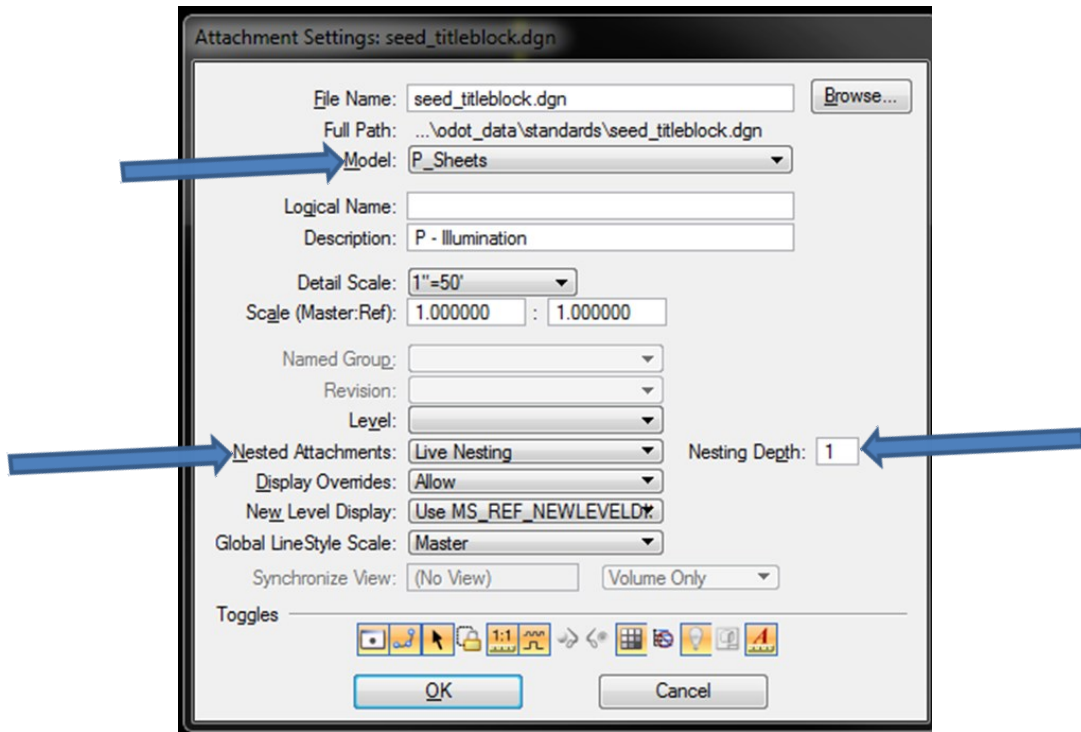 Attachment Settings: seed_titleblock.dgn
File Name: seed_titleblock.dgn Browse...
Full Path: ...\odot_data\standards\seed_titleblock.dgn
Model: P_Sheets
Logical Name:
Description: P - Illumination
Detail Scale: 1"=50'
Scale (Master:Ref): 1.000000 : 1.000000
Named Group:
Revision:
Level:
Nested Attachments: Live Nesting Nesting Depth: 1
Display Overrides: Allow
New Level Display: Use MS_REF_NEWLEVELDI
Global LineStyle Scale: Master
Synchronize View: (No View) Volume Only
Toggles
1:1 A
OK Cancel